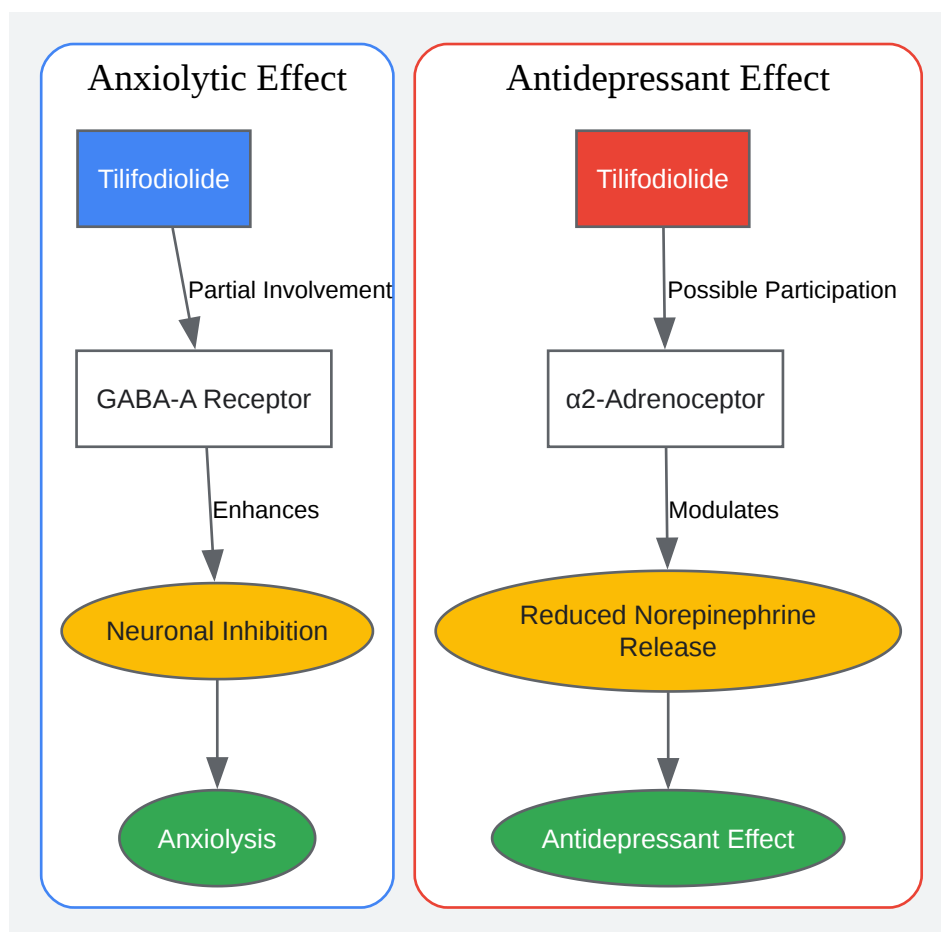 Anxiolytic Effect
Tilifodiolide
Partial Involvement
GABA-A Receptor
Enhances
Neuronal Inhibition
Anxiolysis
Antidepressant Effect
Tilifodiolide
Possible Participation
α2-Adrenoceptor
Modulates
Reduced Norepinephrine
Release
Antidepressant Effect